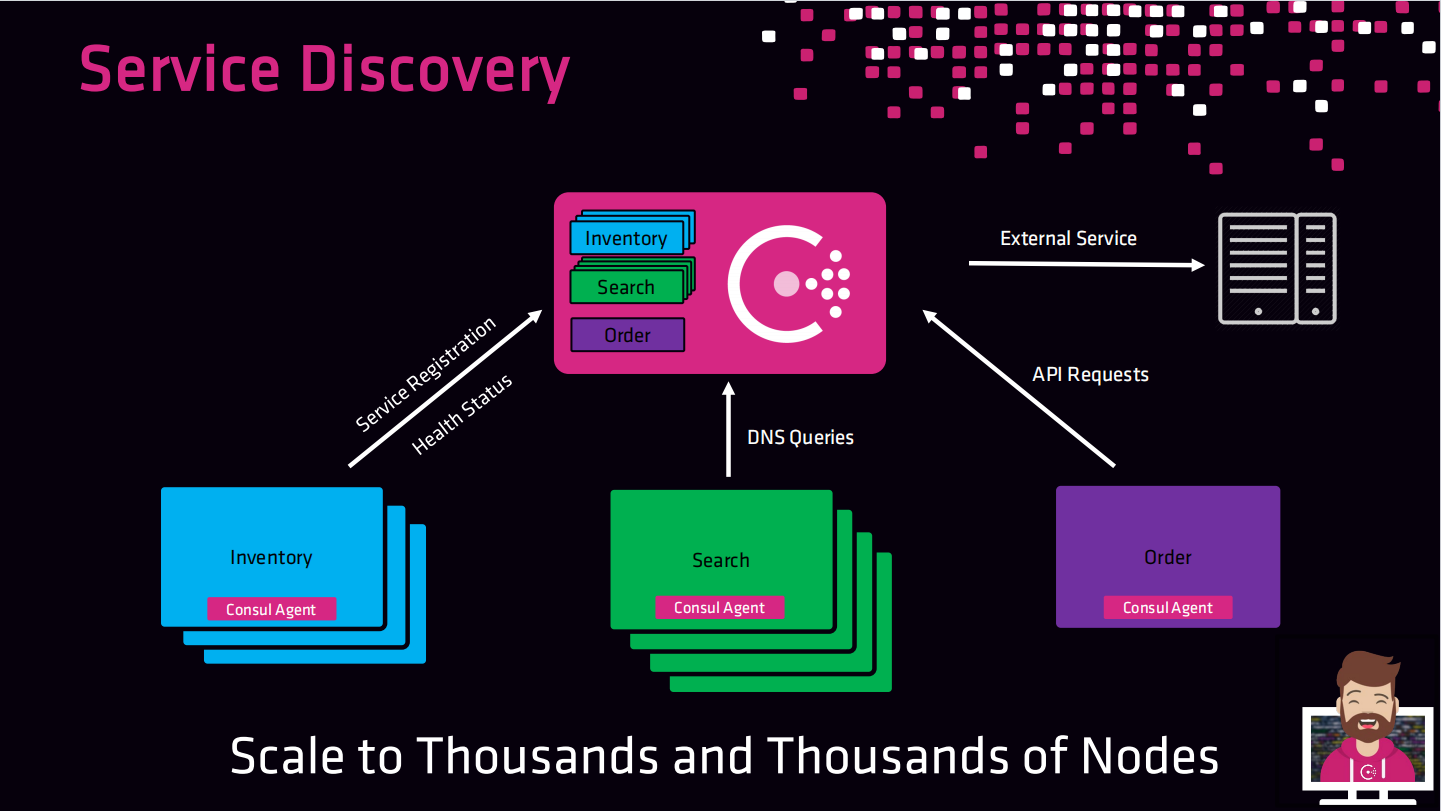 Service Discovery
Inventory
Search
Order
External Service
Service Registration
Health Status
DNS Queries
API Requests
Inventory
Consul Agent
Search
Consul Agent
Order
Consul Agent
Scale to Thousands and Thousands of Nodes